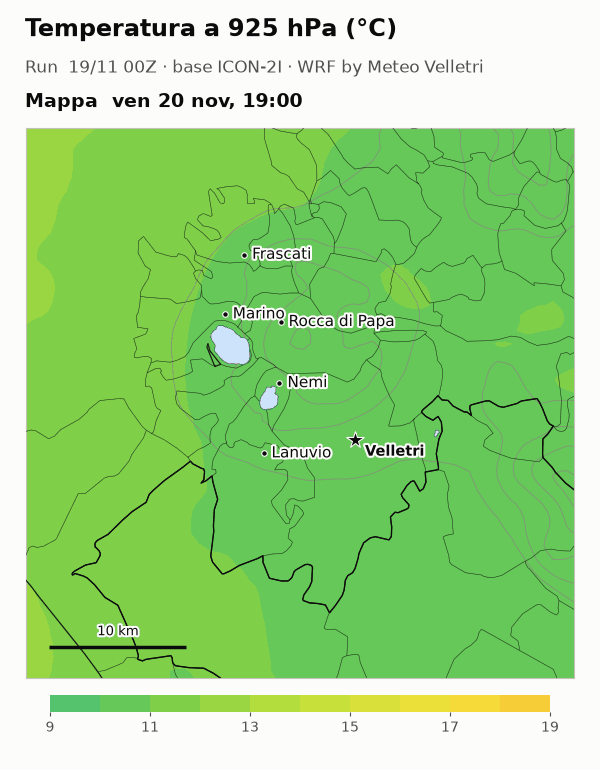 Temperatura a 925 hPa (°C)
Run  19/11 00Z · base ICON-2I · WRF by Meteo Velletri
Mappa  ven 20 nov, 19:00
Frascati
Marino
Rocca di Papa
Nemi
Velletri
Lanuvio
10 km
9 11 13 15 17 19